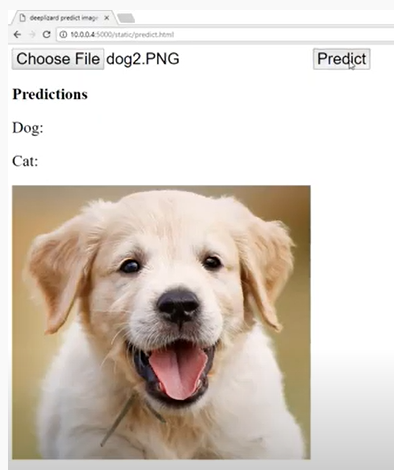 deeplizard predict image
10.0.0.4:5000/static/predict.html
Choose File dog2.PNG Predict
Predictions
Dog:
Cat: